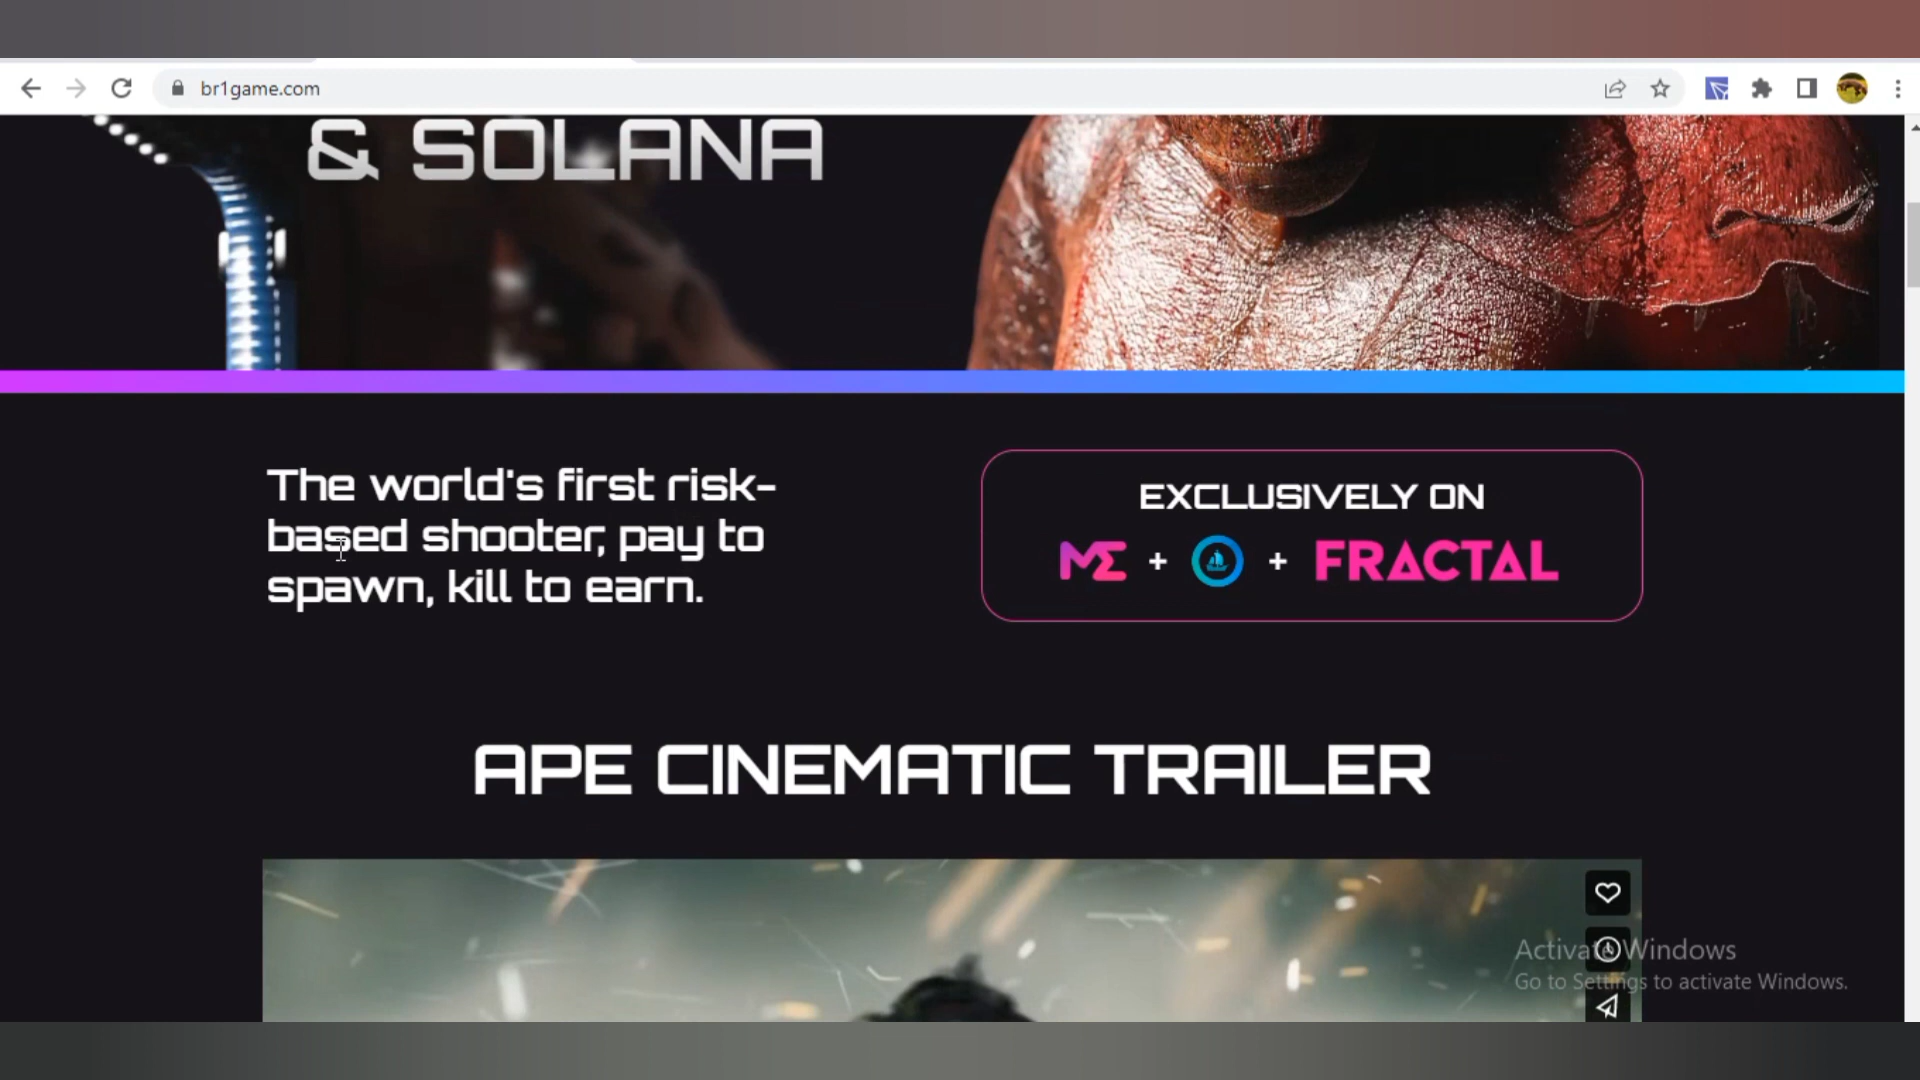 br1game.com
& SOLANA
The world's first risk-
based shooter, pay to
spawn, kill to earn.
EXCLUSIVELY ON
ME + + FRACTAL
APE CINEMATIC TRAILER
Activate Windows
Go to Settings to activate Windows.